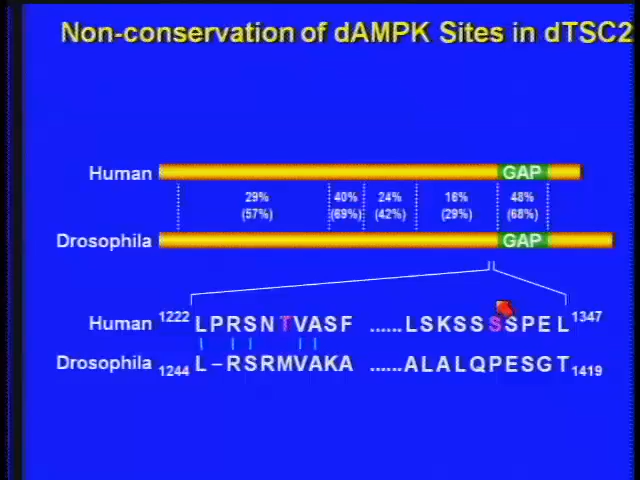 Non-conservation of dAMPK Sites in dTSC2
Human GAP
29% 40% 24% 16% 48%
(57%) (69%) (42%) (29%) (68%)
Drosophila GAP
Human 1222 LPRSNTVASF ......LSKSSSSPEL 1347
Drosophila 1244 L–RSRMVAKA ......ALALQPESGT 1419